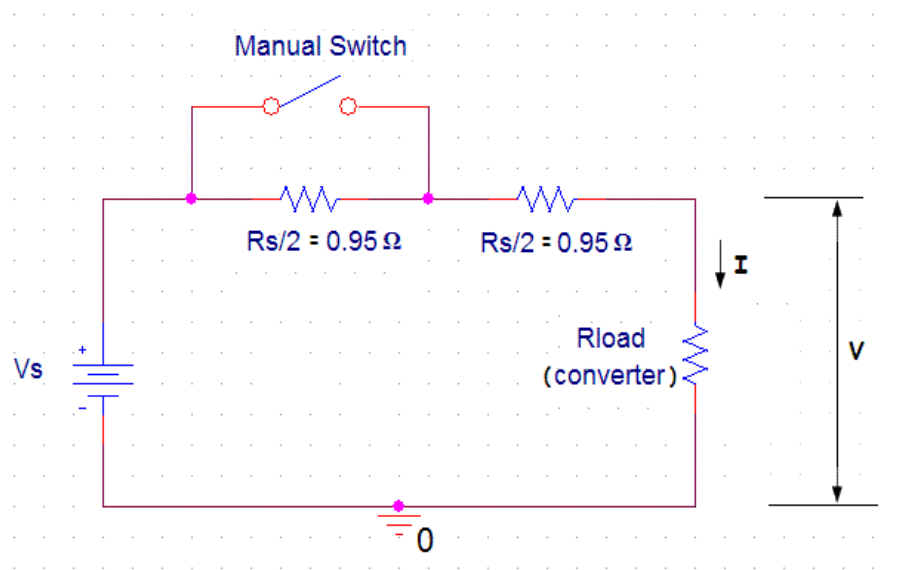 Manual Switch
Rs/2 = 0.95 Ω
Rs/2 = 0.95 Ω
I
Rload
(converter)
Vs
+
-
V
0